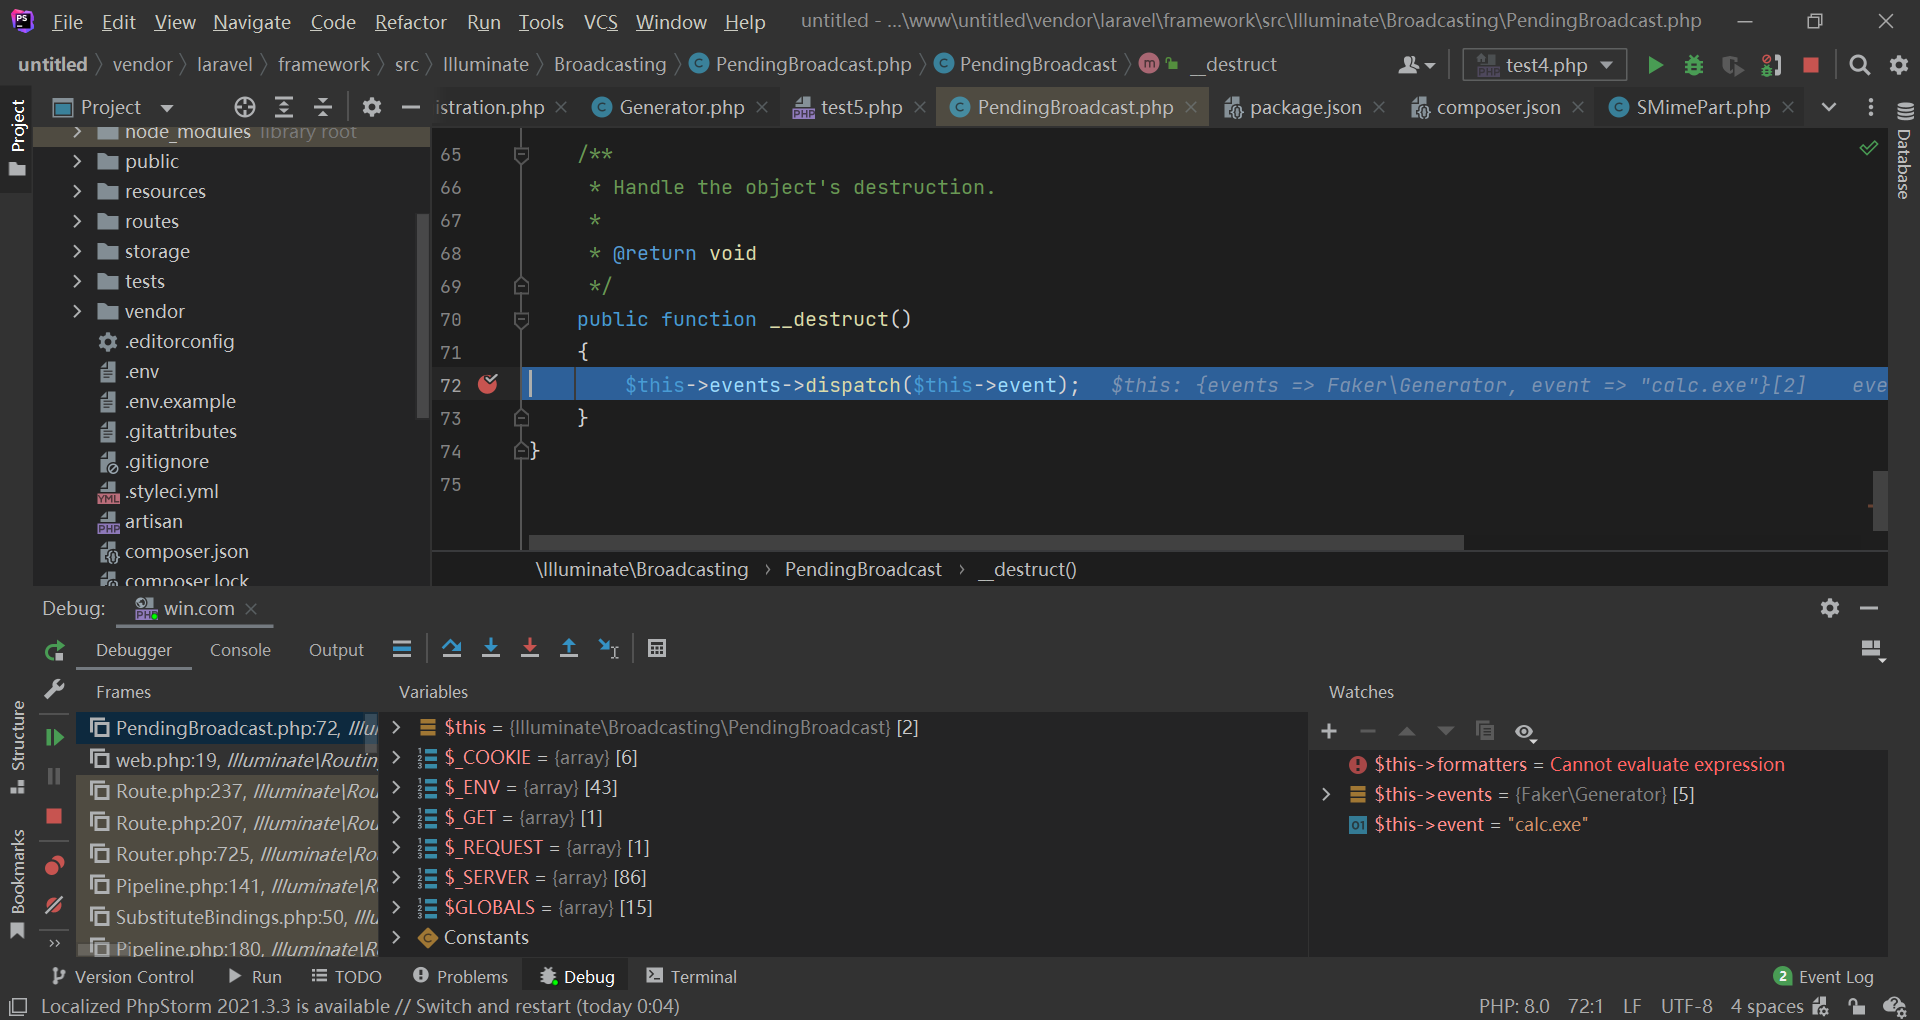 File Edit View Navigate Code Refactor Run Tools VCS Window Help untitled - ...\www\untitled\vendor\laravel\framework\src\Illuminate\Broadcasting\PendingBroadcast.php
untitled vendor laravel framework src Illuminate Broadcasting PendingBroadcast.php PendingBroadcast __destruct test4.php
Project istration.php Generator.php test5.php PendingBroadcast.php package.json composer.json SMimePart.php
Project
Database
node_modules library root
public
resources
routes
storage
tests
vendor
.editorconfig
.env
.env.example
.gitattributes
.gitignore
.styleci.yml
artisan
composer.json
composer.lock
65 /**
66 * Handle the object's destruction.
67 *
68 * @return void
69 */
70 public function __destruct()
71 {
72 $this->events->dispatch($this->event); $this: {events => Faker\Generator, event => "calc.exe"}[2] eve
73 }
74 }
75
\Illuminate\Broadcasting › PendingBroadcast › __destruct()
Debug: win.com
Debugger Console Output
Frames Variables Watches
PendingBroadcast.php:72, Illu
web.php:19, Illuminate\Routin
Route.php:237, Illuminate\Rou
Route.php:207, Illuminate\Rou
Router.php:725, Illuminate\Ro
Pipeline.php:141, Illuminate\R
SubstituteBindings.php:50, Illu
Pipeline.php:180, Illuminate\R
$this = {Illuminate\Broadcasting\PendingBroadcast} [2]
$_COOKIE = {array} [6]
$_ENV = {array} [43]
$_GET = {array} [1]
$_REQUEST = {array} [1]
$_SERVER = {array} [86]
$GLOBALS = {array} [15]
Constants
$this->formatters = Cannot evaluate expression
$this->events = {Faker\Generator} [5]
$this->event = "calc.exe"
Structure
Bookmarks
Version Control Run TODO Problems Debug Terminal 2 Event Log
Localized PhpStorm 2021.3.3 is available // Switch and restart (today 0:04) PHP: 8.0 72:1 LF UTF-8 4 spaces